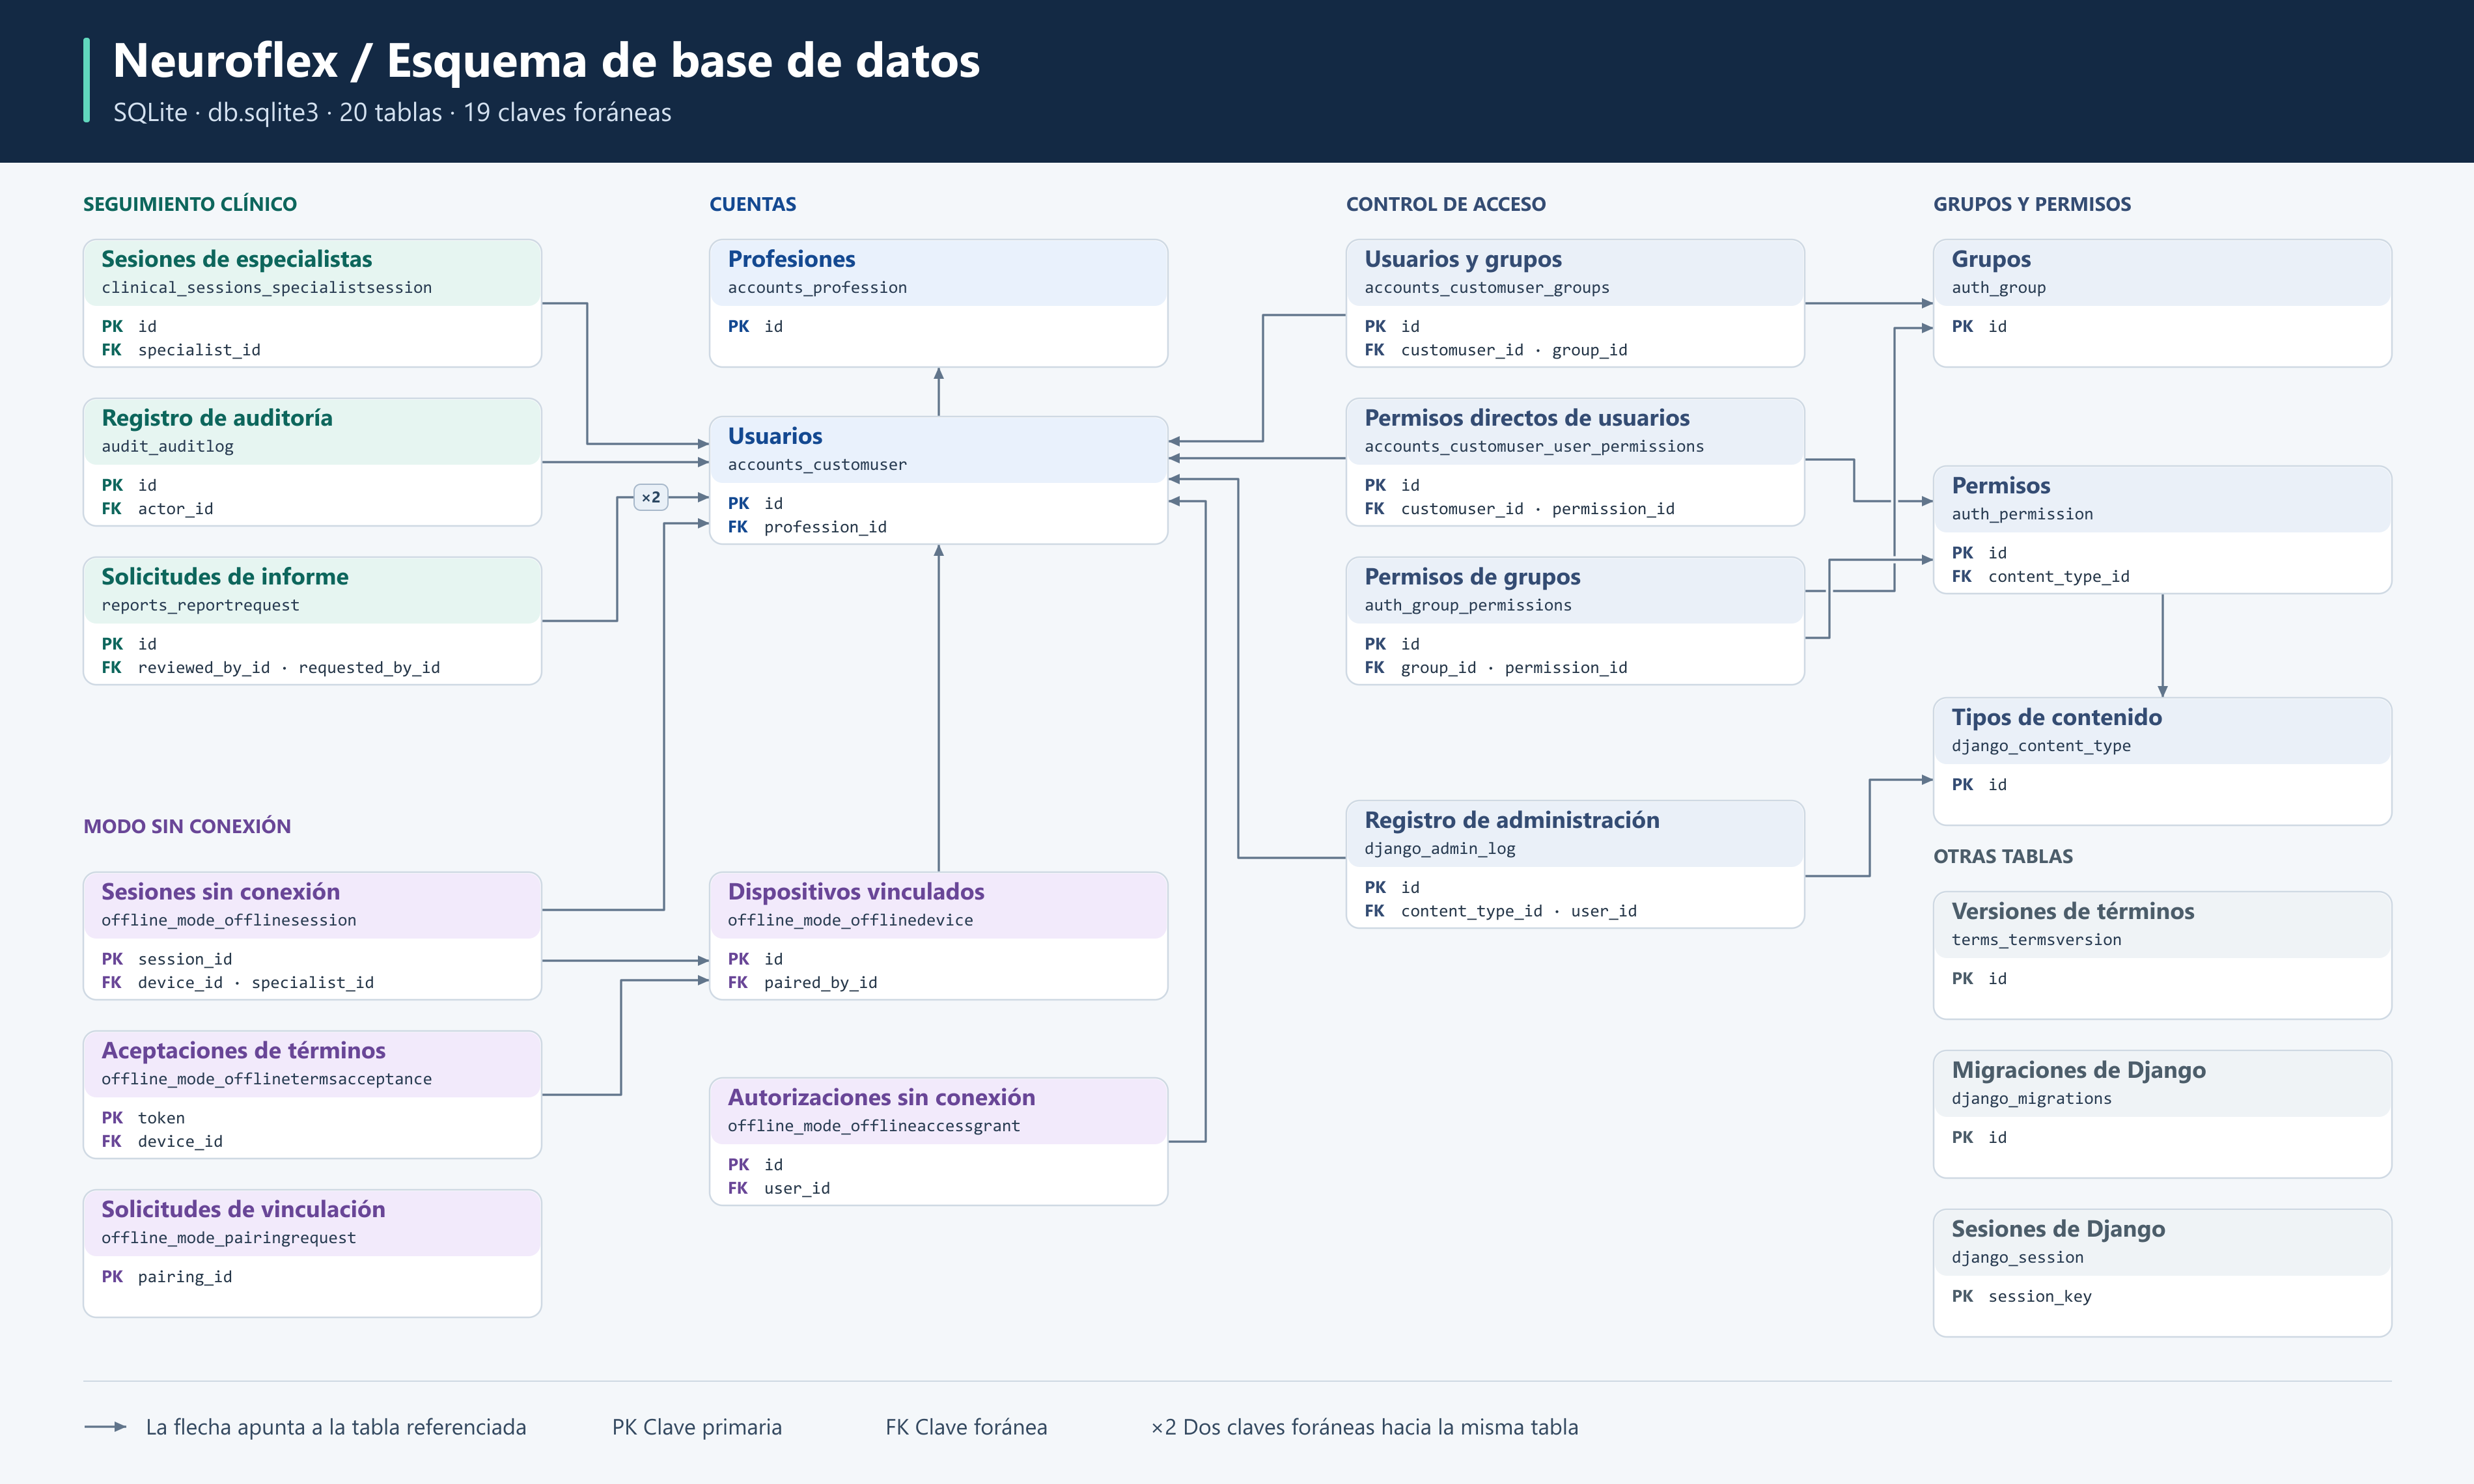 Neuroflex / Esquema de base de datos
SQLite · db.sqlite3 · 20 tablas · 19 claves foráneas
SEGUIMIENTO CLÍNICO
Sesiones de especialistas
clinical_sessions_specialistsession
PK id
FK specialist_id
Registro de auditoría
audit_auditlog
PK id
FK actor_id
Solicitudes de informe
reports_reportrequest
PK id
FK reviewed_by_id · requested_by_id
×2
MODO SIN CONEXIÓN
Sesiones sin conexión
offline_mode_offlinesession
PK session_id
FK device_id · specialist_id
Aceptaciones de términos
offline_mode_offlinetermsacceptance
PK token
FK device_id
Solicitudes de vinculación
offline_mode_pairingrequest
PK pairing_id
CUENTAS
Profesiones
accounts_profession
PK id
Usuarios
accounts_customuser
PK id
FK profession_id
Dispositivos vinculados
offline_mode_offlinedevice
PK id
FK paired_by_id
Autorizaciones sin conexión
offline_mode_offlineaccessgrant
PK id
FK user_id
CONTROL DE ACCESO
Usuarios y grupos
accounts_customuser_groups
PK id
FK customuser_id · group_id
Permisos directos de usuarios
accounts_customuser_user_permissions
PK id
FK customuser_id · permission_id
Permisos de grupos
auth_group_permissions
PK id
FK group_id · permission_id
Registro de administración
django_admin_log
PK id
FK content_type_id · user_id
GRUPOS Y PERMISOS
Grupos
auth_group
PK id
Permisos
auth_permission
PK id
FK content_type_id
Tipos de contenido
django_content_type
PK id
OTRAS TABLAS
Versiones de términos
terms_termsversion
PK id
Migraciones de Django
django_migrations
PK id
Sesiones de Django
django_session
PK session_key
La flecha apunta a la tabla referenciada
PK Clave primaria
FK Clave foránea
×2 Dos claves foráneas hacia la misma tabla